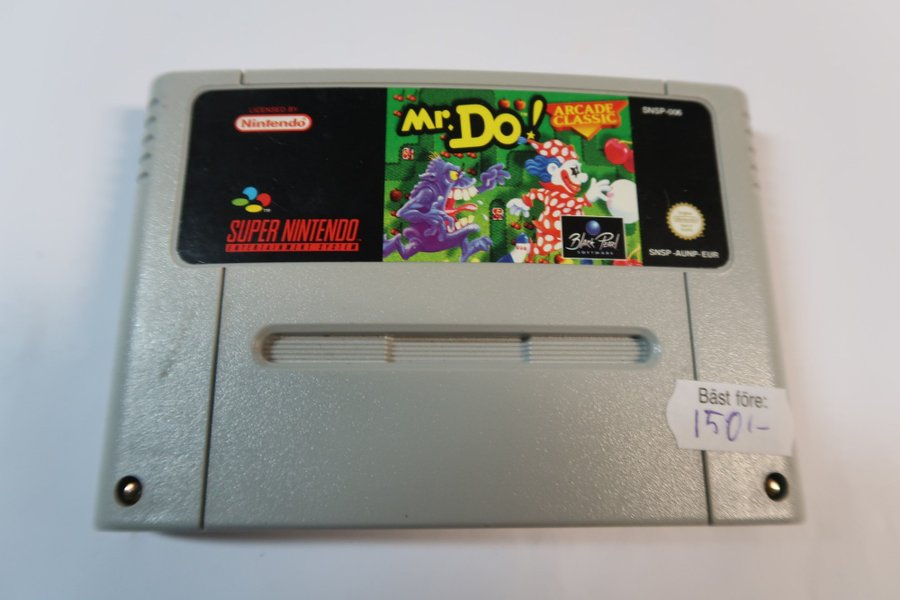 LICENSED BY
Nintendo
SUPER NINTENDO
ENTERTAINMENT SYSTEM
TM
Mr. Do!
ARCADE
CLASSIC
Black Pearl
SOFTWARE
SNSP-006
SNSP-AUNP-EUR
Bäst före:
150:-